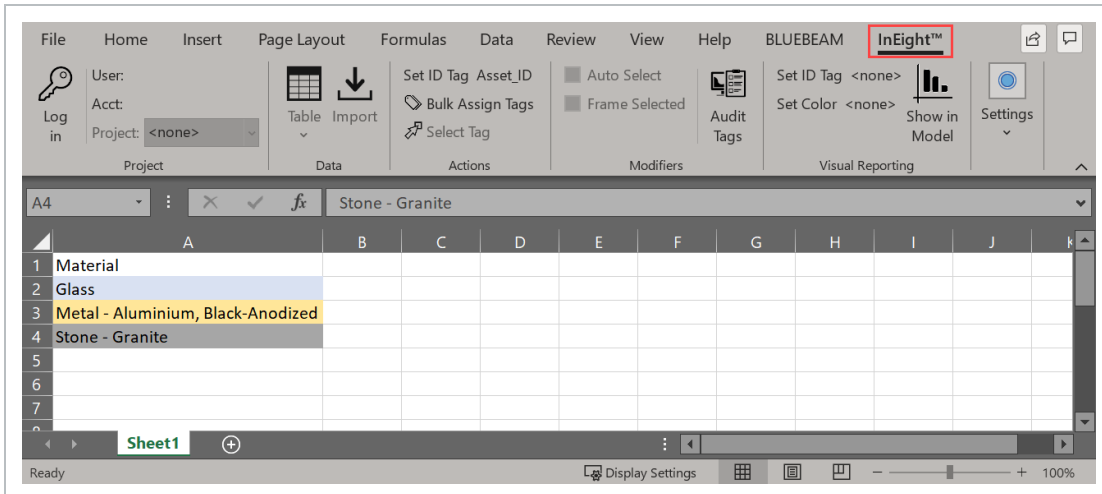 File Home Insert Page Layout Formulas Data Review View Help BLUEBEAM InEight™
Log in
User:
Acct:
Project: <none>
Project
Table Import
Data
Set ID Tag Asset_ID
Bulk Assign Tags
Select Tag
Actions
Auto Select
Frame Selected
Modifiers
Audit Tags
Set ID Tag <none>
Set Color <none>
Show in Model
Visual Reporting
Settings
A4 fx Stone - Granite
A B C D E F G H I J K
1 Material
2 Glass
3 Metal - Aluminium, Black-Anodized
4 Stone - Granite
5
6
7
Sheet1
Ready Display Settings 100%